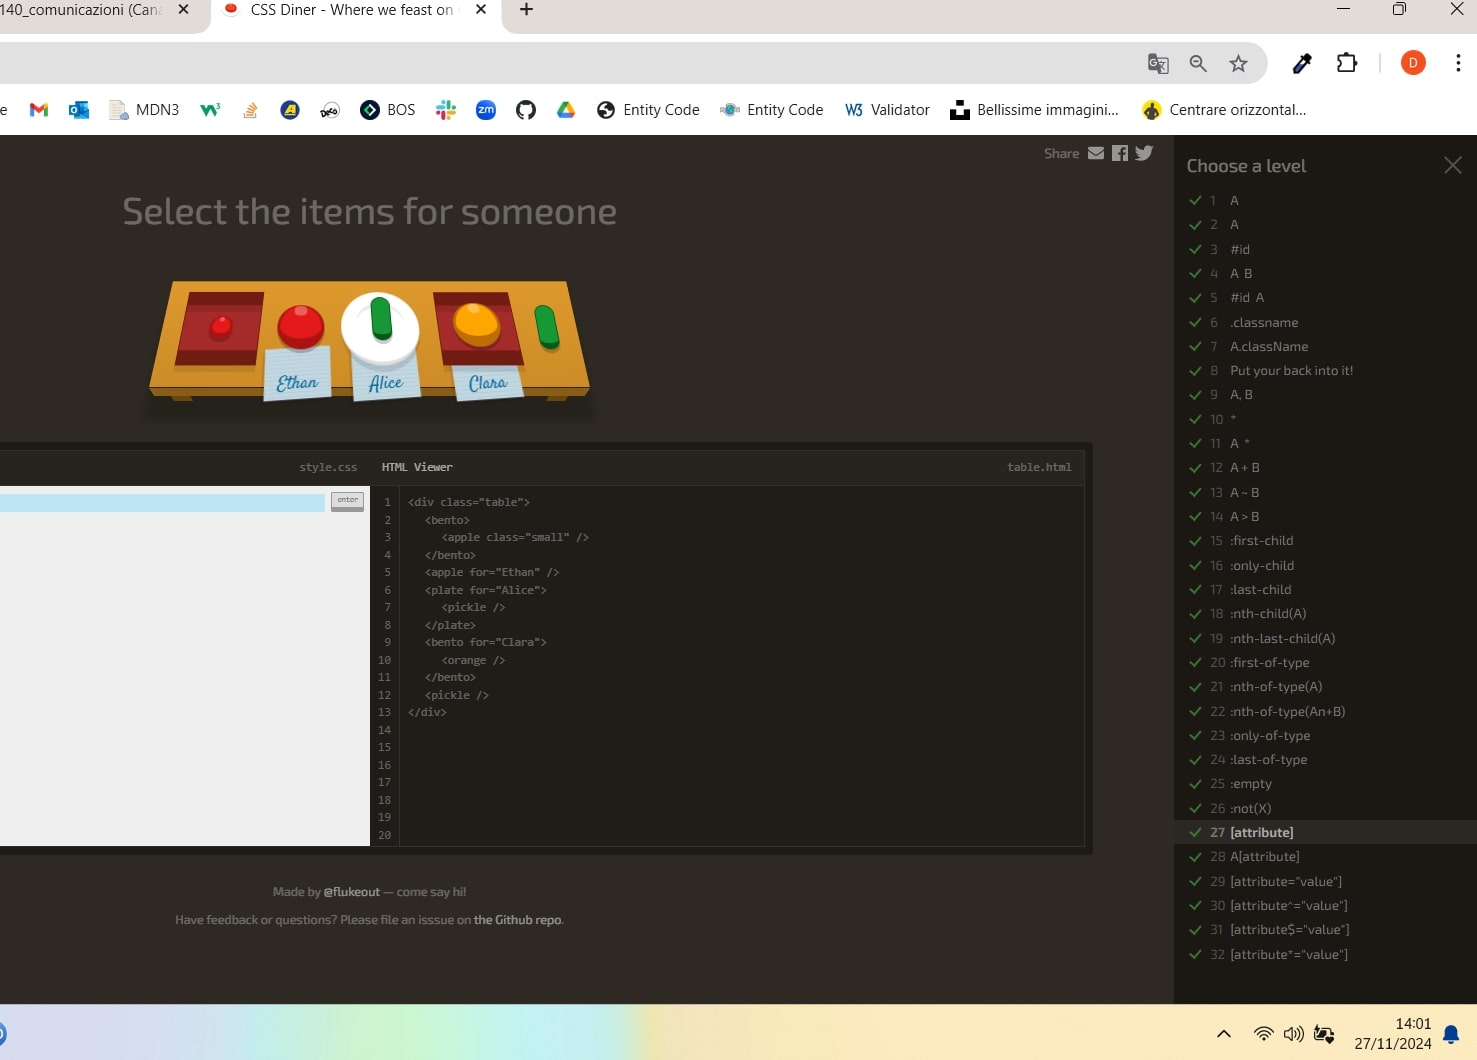 140_comunicazioni (Can
CSS Diner - Where we feast on
D
e
MDN3
W3
BOS
zm
Entity Code
Entity Code
W3 Validator
Bellissime immagini...
Centrare orizzontal...
Share
Select the items for someone
Ethan
Alice
Clara
style.css
HTML Viewer
table.html
enter
1 <div class="table">
2 <bento>
3 <apple class="small" />
4 </bento>
5 <apple for="Ethan" />
6 <plate for="Alice">
7 <pickle />
8 </plate>
9 <bento for="Clara">
10 <orange />
11 </bento>
12 <pickle />
13 </div>
14
15
16
17
18
19
20
Made by @flukeout — come say hi!
Have feedback or questions? Please file an isssue on the Github repo.
Choose a level
1 A
2 A
3 #id
4 A B
5 #id A
6 .classname
7 A.className
8 Put your back into it!
9 A, B
10 *
11 A *
12 A + B
13 A ~ B
14 A > B
15 :first-child
16 :only-child
17 :last-child
18 :nth-child(A)
19 :nth-last-child(A)
20 :first-of-type
21 :nth-of-type(A)
22 :nth-of-type(An+B)
23 :only-of-type
24 :last-of-type
25 :empty
26 :not(X)
27 [attribute]
28 A[attribute]
29 [attribute="value"]
30 [attribute^="value"]
31 [attribute$="value"]
32 [attribute*="value"]
14:01
27/11/2024